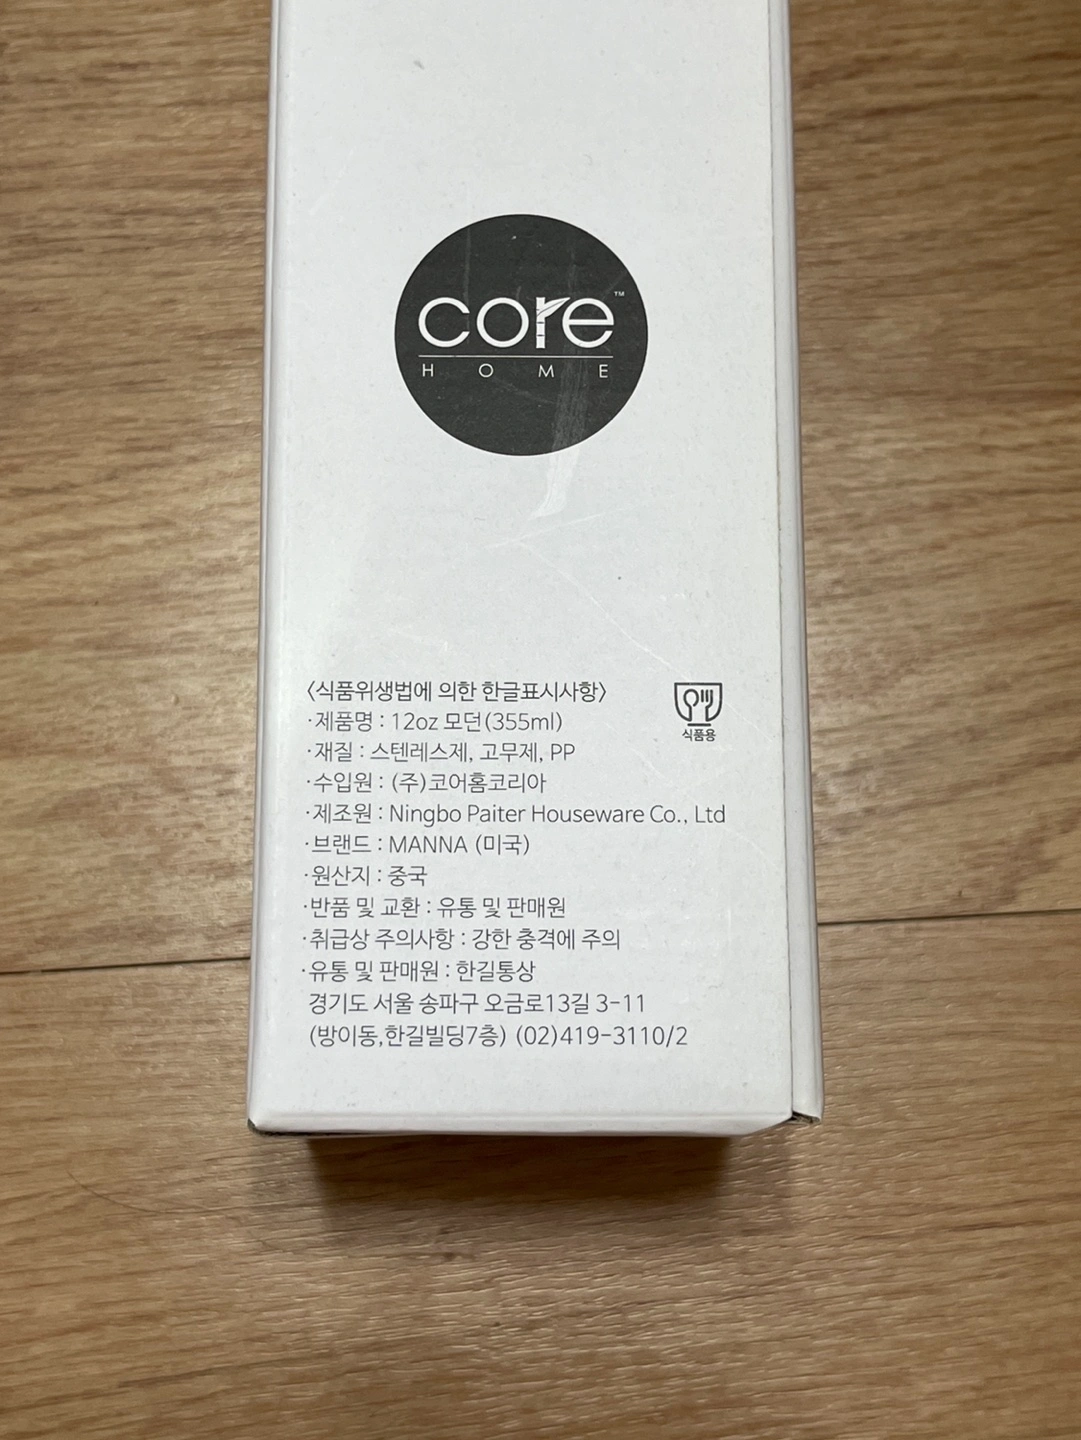 core™
HOME
〈식품위생법에 의한 한글표시사항〉
·제품명 : 12oz 모던(355ml)
식품용
·재질 : 스텐레스제, 고무제, PP
·수입원 : (주)코어홈코리아
·제조원 : Ningbo Paiter Houseware Co., Ltd
·브랜드 : MANNA (미국)
·원산지 : 중국
·반품 및 교환 : 유통 및 판매원
·취급상 주의사항 : 강한 충격에 주의
·유통 및 판매원 : 한길통상
경기도 서울 송파구 오금로13길 3-11
(방이동,한길빌딩7층) (02)419-3110/2